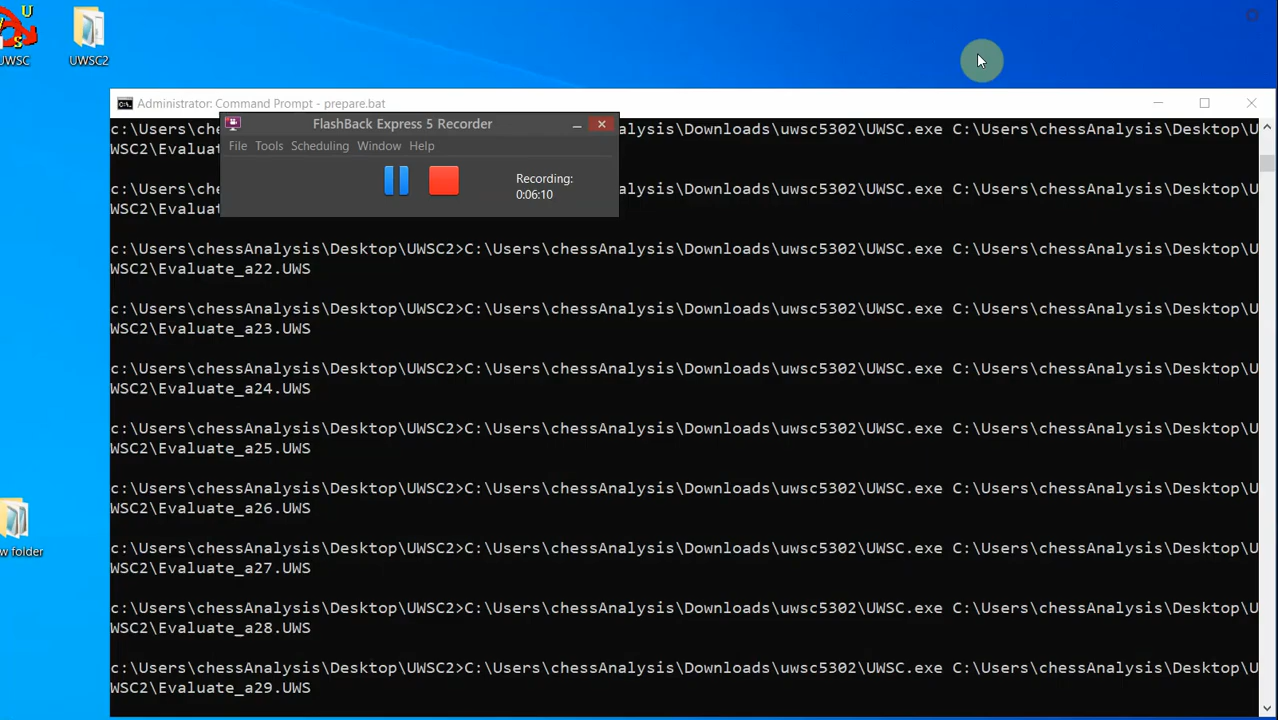 U
S
UWSC
UWSC2
Administrator: Command Prompt - prepare.bat
FlashBack Express 5 Recorder
File Tools Scheduling Window Help
Recording:
0:06:10
c:\Users\che alysis\Downloads\uwsc5302\UWSC.exe C:\Users\chessAnalysis\Desktop\U
WSC2\Evaluat
c:\Users\che alysis\Downloads\uwsc5302\UWSC.exe C:\Users\chessAnalysis\Desktop\U
WSC2\Evaluat
c:\Users\chessAnalysis\Desktop\UWSC2>C:\Users\chessAnalysis\Downloads\uwsc5302\UWSC.exe C:\Users\chessAnalysis\Desktop\U
WSC2\Evaluate_a22.UWS
c:\Users\chessAnalysis\Desktop\UWSC2>C:\Users\chessAnalysis\Downloads\uwsc5302\UWSC.exe C:\Users\chessAnalysis\Desktop\U
WSC2\Evaluate_a23.UWS
c:\Users\chessAnalysis\Desktop\UWSC2>C:\Users\chessAnalysis\Downloads\uwsc5302\UWSC.exe C:\Users\chessAnalysis\Desktop\U
WSC2\Evaluate_a24.UWS
c:\Users\chessAnalysis\Desktop\UWSC2>C:\Users\chessAnalysis\Downloads\uwsc5302\UWSC.exe C:\Users\chessAnalysis\Desktop\U
WSC2\Evaluate_a25.UWS
c:\Users\chessAnalysis\Desktop\UWSC2>C:\Users\chessAnalysis\Downloads\uwsc5302\UWSC.exe C:\Users\chessAnalysis\Desktop\U
WSC2\Evaluate_a26.UWS
c:\Users\chessAnalysis\Desktop\UWSC2>C:\Users\chessAnalysis\Downloads\uwsc5302\UWSC.exe C:\Users\chessAnalysis\Desktop\U
WSC2\Evaluate_a27.UWS
c:\Users\chessAnalysis\Desktop\UWSC2>C:\Users\chessAnalysis\Downloads\uwsc5302\UWSC.exe C:\Users\chessAnalysis\Desktop\U
WSC2\Evaluate_a28.UWS
c:\Users\chessAnalysis\Desktop\UWSC2>C:\Users\chessAnalysis\Downloads\uwsc5302\UWSC.exe C:\Users\chessAnalysis\Desktop\U
WSC2\Evaluate_a29.UWS
w folder